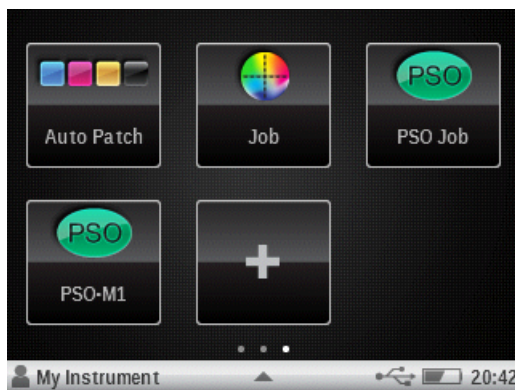 Auto Patch
Job
PSO
PSO Job
PSO
PSO-M1
My Instrument
20:42